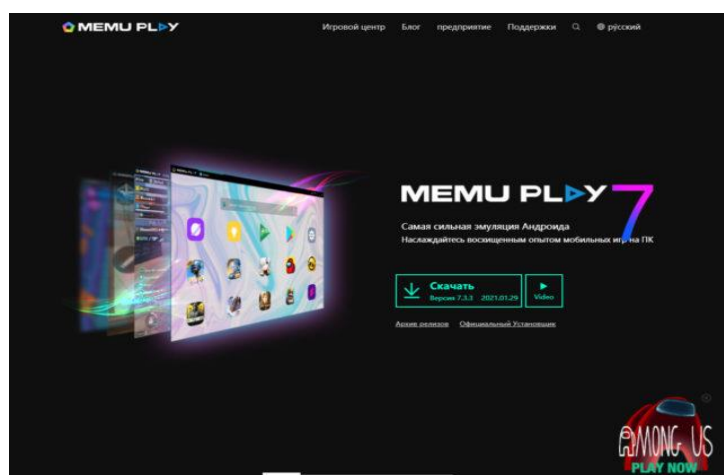 MEMU PLAY
Игровой центр Блог предприятие Поддержки русский
MEMU PLAY 7
Самая сильная эмуляция Андроида
Наслаждайтесь восхищенным опытом мобильных игр на ПК
Скачать
Версия 7.3.3 2021.01.29
Video
Архив релизов Официальный Установщик
AMONG US
PLAY NOW